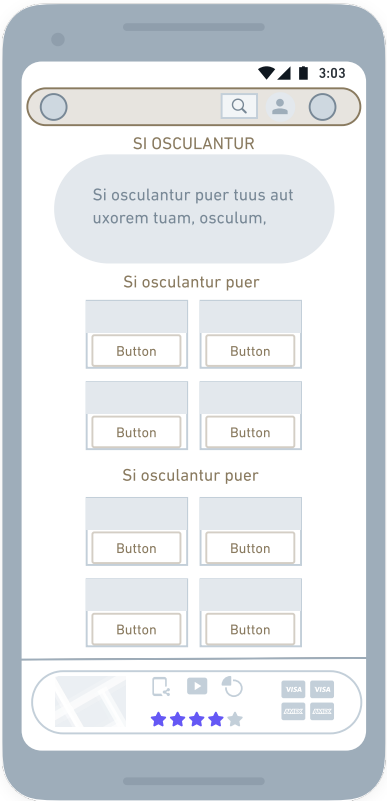 3:03
SI OSCULANTUR
Si osculantur puer tuus aut
uxorem tuam, osculum,
Si osculantur puer
Button
Button
Button
Button
Si osculantur puer
Button
Button
Button
Button
VISA
VISA